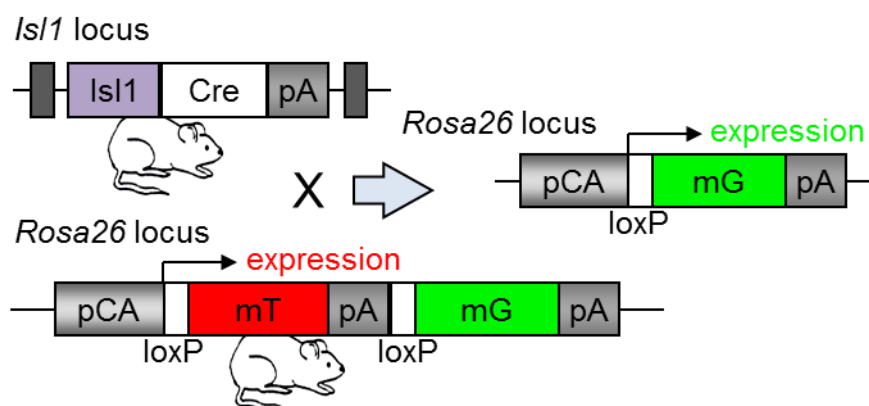 Isl1 locus
Isl1 Cre pA
Rosa26 locus
expression
pCA mG pA
loxP
X
Rosa26 locus
expression
pCA mT pA mG pA
loxP loxP